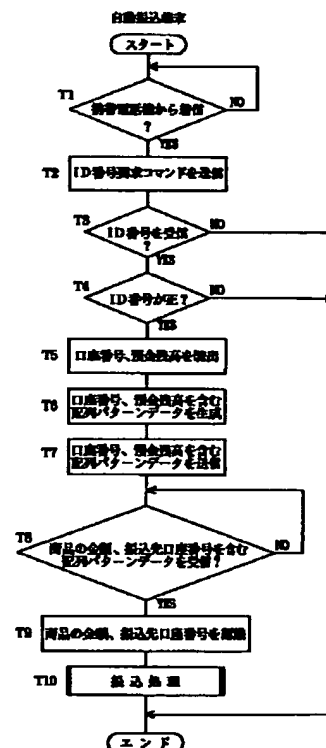 自動振込端末
スタート
T1
携帯電話機から着信
?
NO
YES
T2
ID番号要求コマンドを送信
T3
ID番号を受信
?
NO
YES
T4
ID番号が正?
NO
YES
T5
口座番号、預金残高を
T6
口座番号、預金残高を含む
配列パターンデータを生成
T7
口座番号、預金残高を含む
配列パターンデータを送信
T8
商品の金額、振込先口座番号を含む
配列パターンデータを受信?
NO
YES
T9
商品の金額、振込先口座番号を
T10
振込処理
エンド